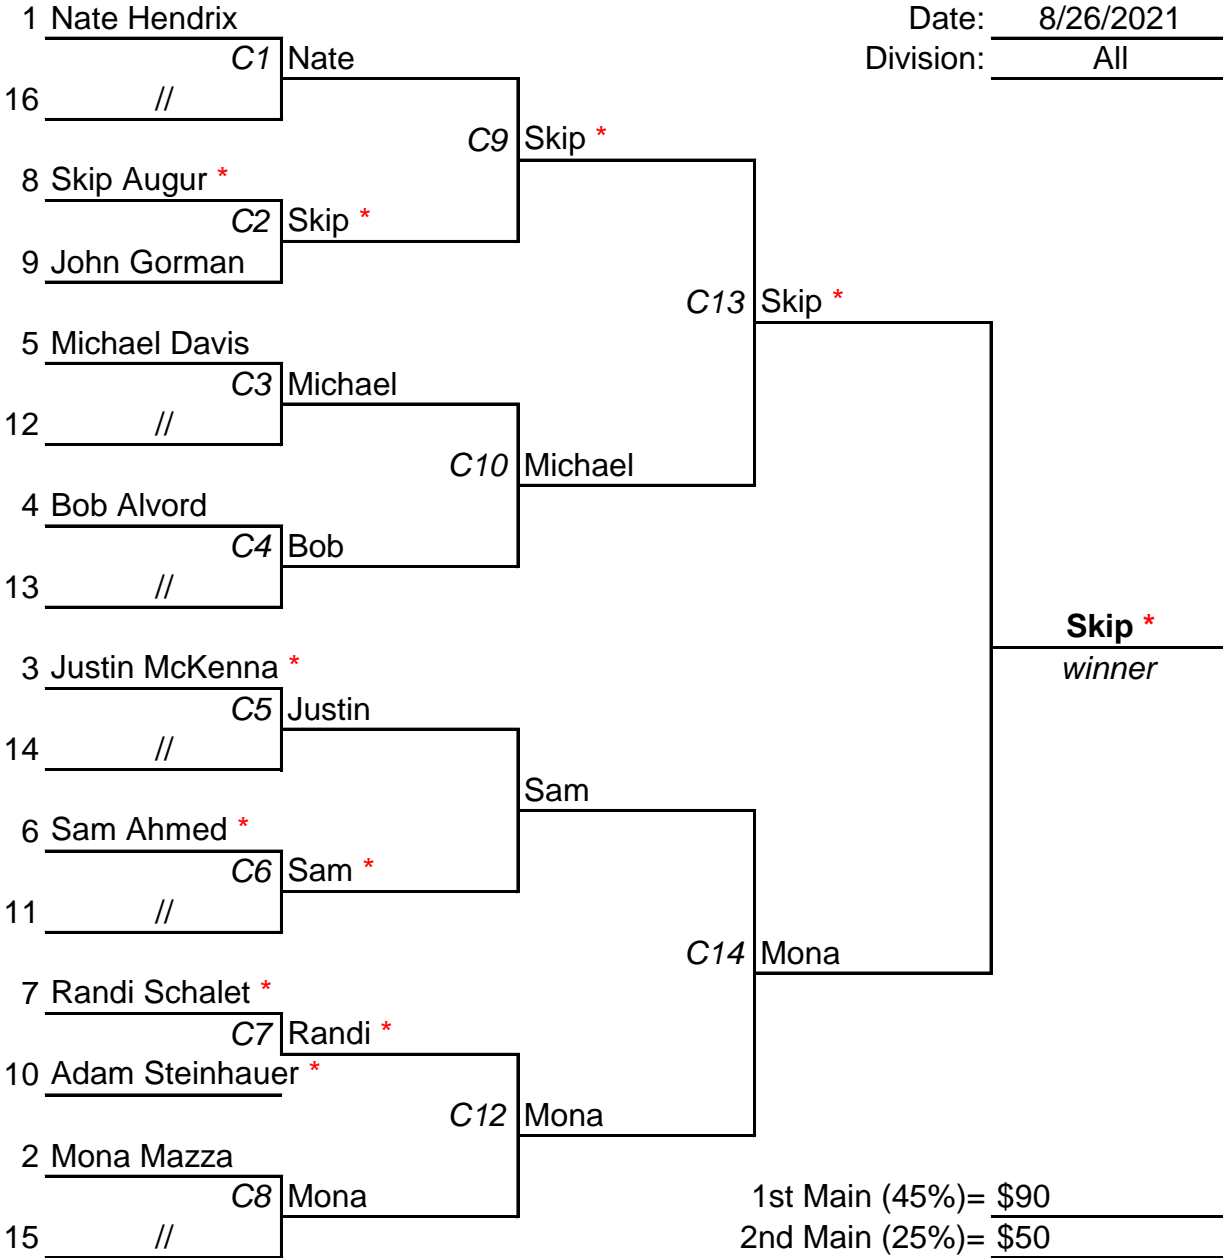 1 Nate Hendrix
Date: 8/26/2021
C1 Nate
Division: All
16 //
C9 Skip *
8 Skip Augur *
C2 Skip *
9 John Gorman
C13 Skip *
5 Michael Davis
C3 Michael
12 //
C10 Michael
4 Bob Alvord
C4 Bob
13 //
Skip *
winner
3 Justin McKenna *
C5 Justin
14 //
Sam
6 Sam Ahmed *
C6 Sam *
11 //
C14 Mona
7 Randi Schalet *
C7 Randi *
10 Adam Steinhauer *
C12 Mona
2 Mona Mazza
C8 Mona
1st Main (45%)= $90
15 //
2nd Main (25%)= $50